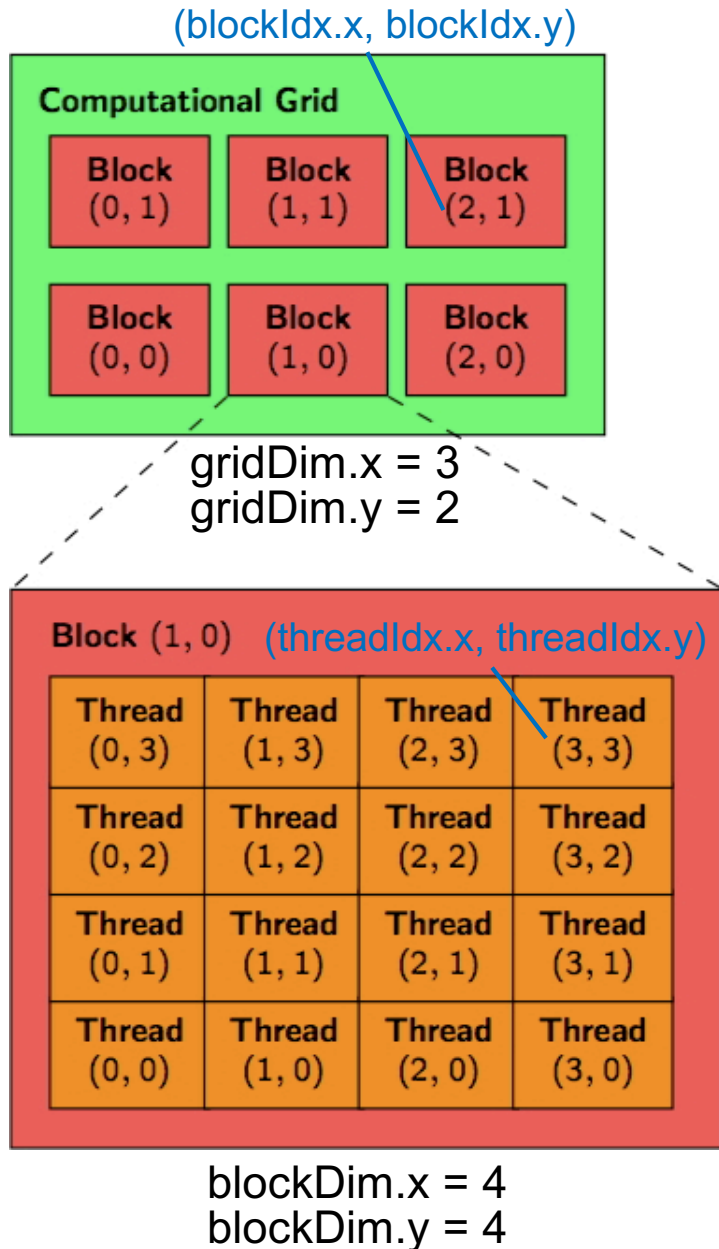 (blockIdx.x, blockIdx.y)
Computational Grid
Block Block Block
(0, 1) (1, 1) (2, 1)
Block Block Block
(0, 0) (1, 0) (2, 0)
gridDim.x = 3
gridDim.y = 2
Block (1, 0) (threadIdx.x, threadIdx.y)
Thread Thread Thread Thread
(0, 3) (1, 3) (2, 3) (3, 3)
Thread Thread Thread Thread
(0, 2) (1, 2) (2, 2) (3, 2)
Thread Thread Thread Thread
(0, 1) (1, 1) (2, 1) (3, 1)
Thread Thread Thread Thread
(0, 0) (1, 0) (2, 0) (3, 0)
blockDim.x = 4
blockDim.y = 4